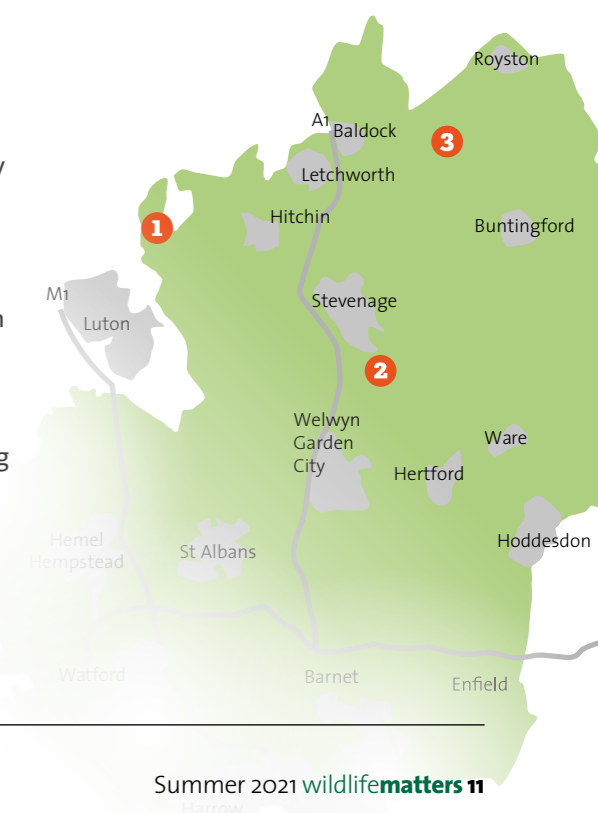 Royston
A1
Baldock
3
Letchworth
Hitchin
1
Buntingford
M1
Luton
Stevenage
2
Welwyn
Garden
City
Ware
Hertford
Hoddesdon
Hemel
Hempstead
St Albans
Watford
Barnet
Enfield
Summer 2021 wildlifematters 11
Harrow